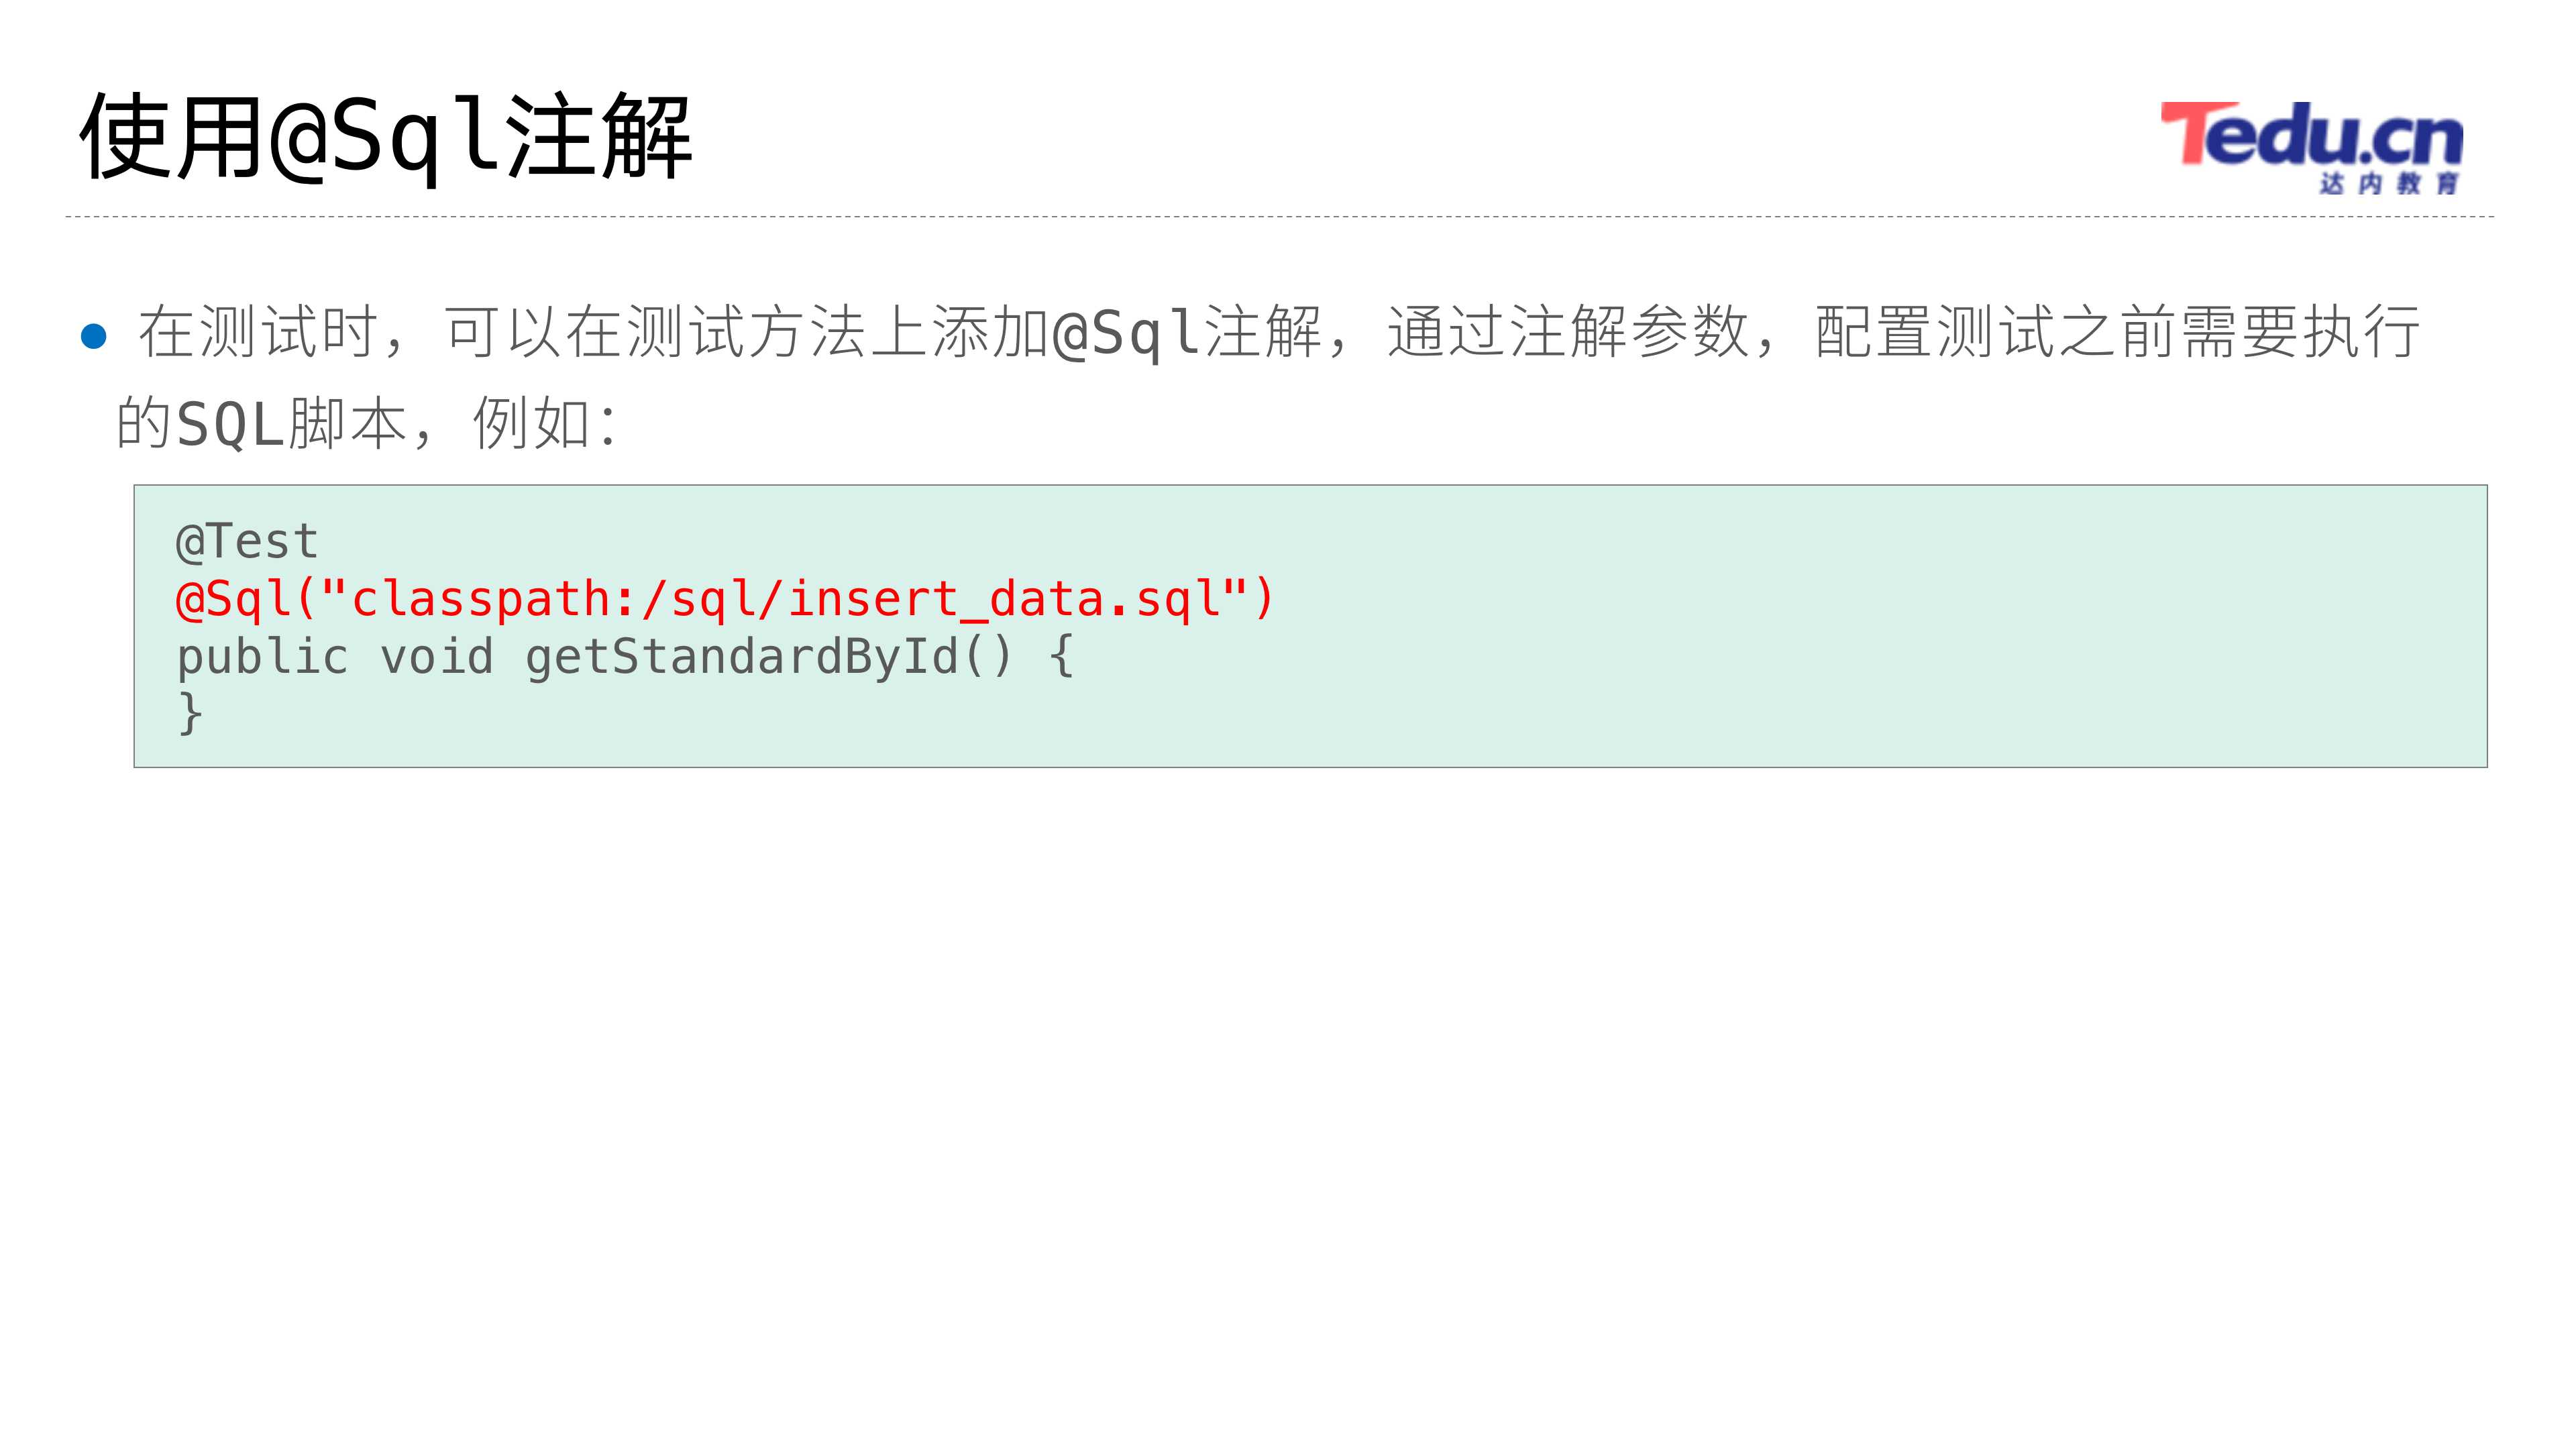 使用@Sql注解
Tedu.cn
达内教育
在测试时，可以在测试方法上添加@Sql注解，通过注解参数，配置测试之前需要执行
的SQL脚本，例如：
@Test
@Sql("classpath:/sql/insert_data.sql")
public void getStandardById() {
}